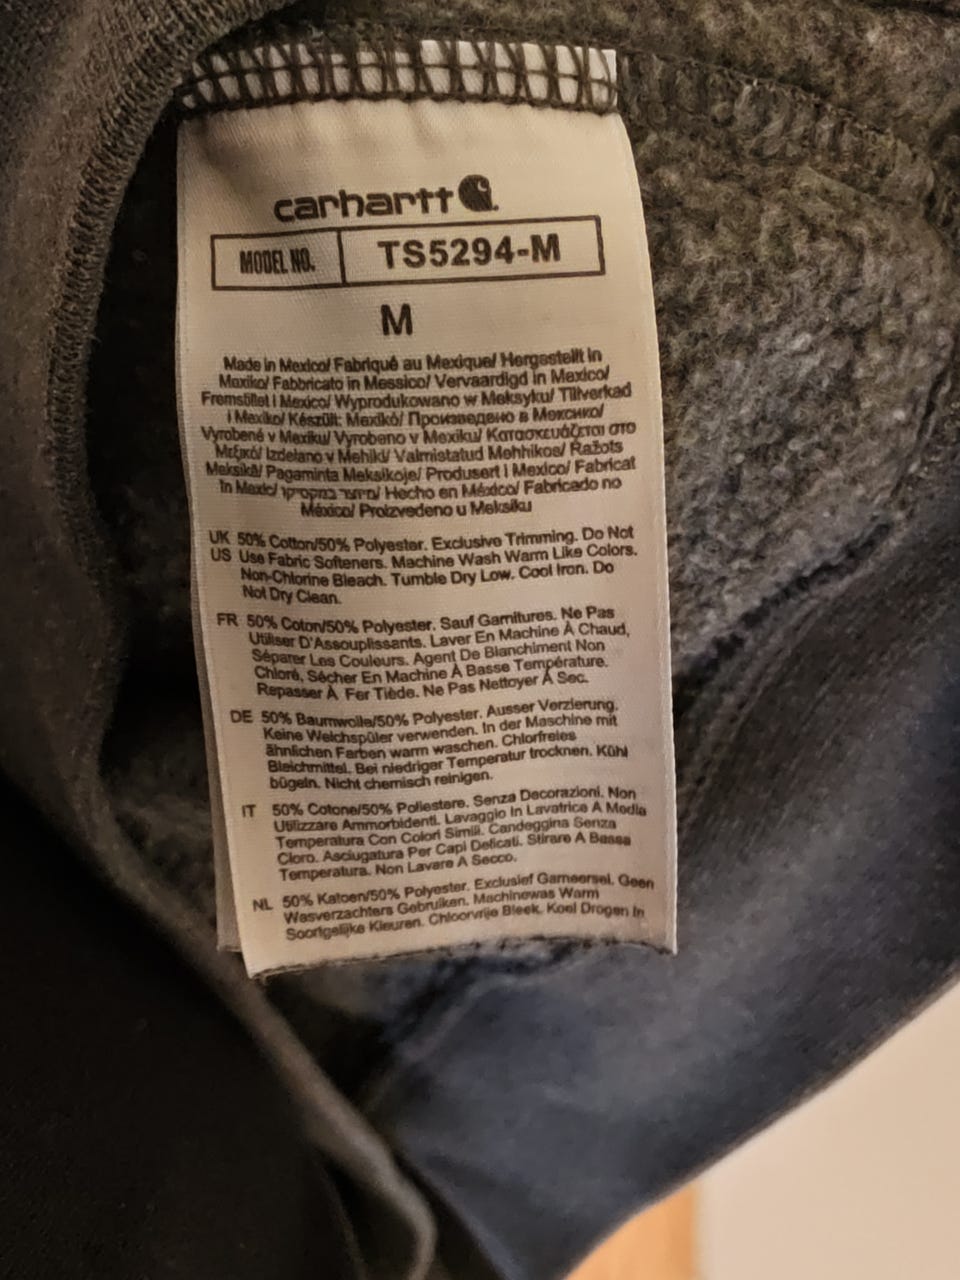 carhartt
MODEL NO. TS5294-M
M
Made in Mexico/ Fabriqué au Mexique/ Hergestellt in
Mexiko/ Fabbricato in Messico/ Vervaardigd in Mexico/
Fremstillet i Mexico/ Wyprodukowano w Meksyku/ Tillverkad
i Mexiko/ Készült: Mexikó/ Произведено в Мексико/
Vyrobené v Mexiku/ Vyrobeno v Mexiku/ Κατασκευάζεται στο
Μεξικό/ Izdelano v Mehiki/ Valmistatud Mehhikos/ Ražots
Meksikā/ Pagaminta Meksikoje/ Produsert i Mexico/ Fabricat
în Mexic/ מיוצר במקסיקו/ Hecho en México/ Fabricado no
México/ Proizvedeno u Meksiku
UK 50% Cotton/50% Polyester. Exclusive Trimming. Do Not
US Use Fabric Softeners. Machine Wash Warm Like Colors.
Non-Chlorine Bleach. Tumble Dry Low. Cool Iron. Do
Not Dry Clean.
FR 50% Coton/50% Polyester. Sauf Garnitures. Ne Pas
Utiliser D'Assouplissants. Laver En Machine À Chaud,
Séparer Les Couleurs. Agent De Blanchiment Non
Chloré, Sécher En Machine À Basse Température.
Repasser À Fer Tiède. Ne Pas Nettoyer À Sec.
DE 50% Baumwolle/50% Polyester. Ausser Verzierung.
Keine Weichspüler verwenden. In der Maschine mit
ähnlichen Farben warm waschen. Chlorfreies
Bleichmittel. Bei niedriger Temperatur trocknen. Kühl
bügeln. Nicht chemisch reinigen.
IT 50% Cotone/50% Poliestere. Senza Decorazioni. Non
Utilizzare Ammorbidenti. Lavaggio In Lavatrice A Media
Temperatura Con Colori Simili. Candeggina Senza
Cloro. Asciugatura Per Capi Delicati. Stirare A Bassa
Temperatura. Non Lavare A Secco.
NL 50% Katoen/50% Polyester. Exclusief Garneersel. Geen
Wasverzachters Gebruiken. Machinewas Warm
Soortgelijke Kleuren. Chloorvrije Bleek. Koel Drogen In